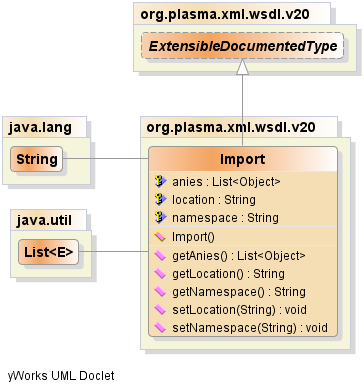 org.plasma.xml.wsdl.v20
ExtensibleDocumentedType
java.lang
String
org.plasma.xml.wsdl.v20
Import
anies : List<Object>
location : String
namespace : String
Import()
getAnies() : List<Object>
getLocation() : String
getNamespace() : String
setLocation(String) : void
setNamespace(String) : void
java.util
List<E>
yWorks UML Doclet